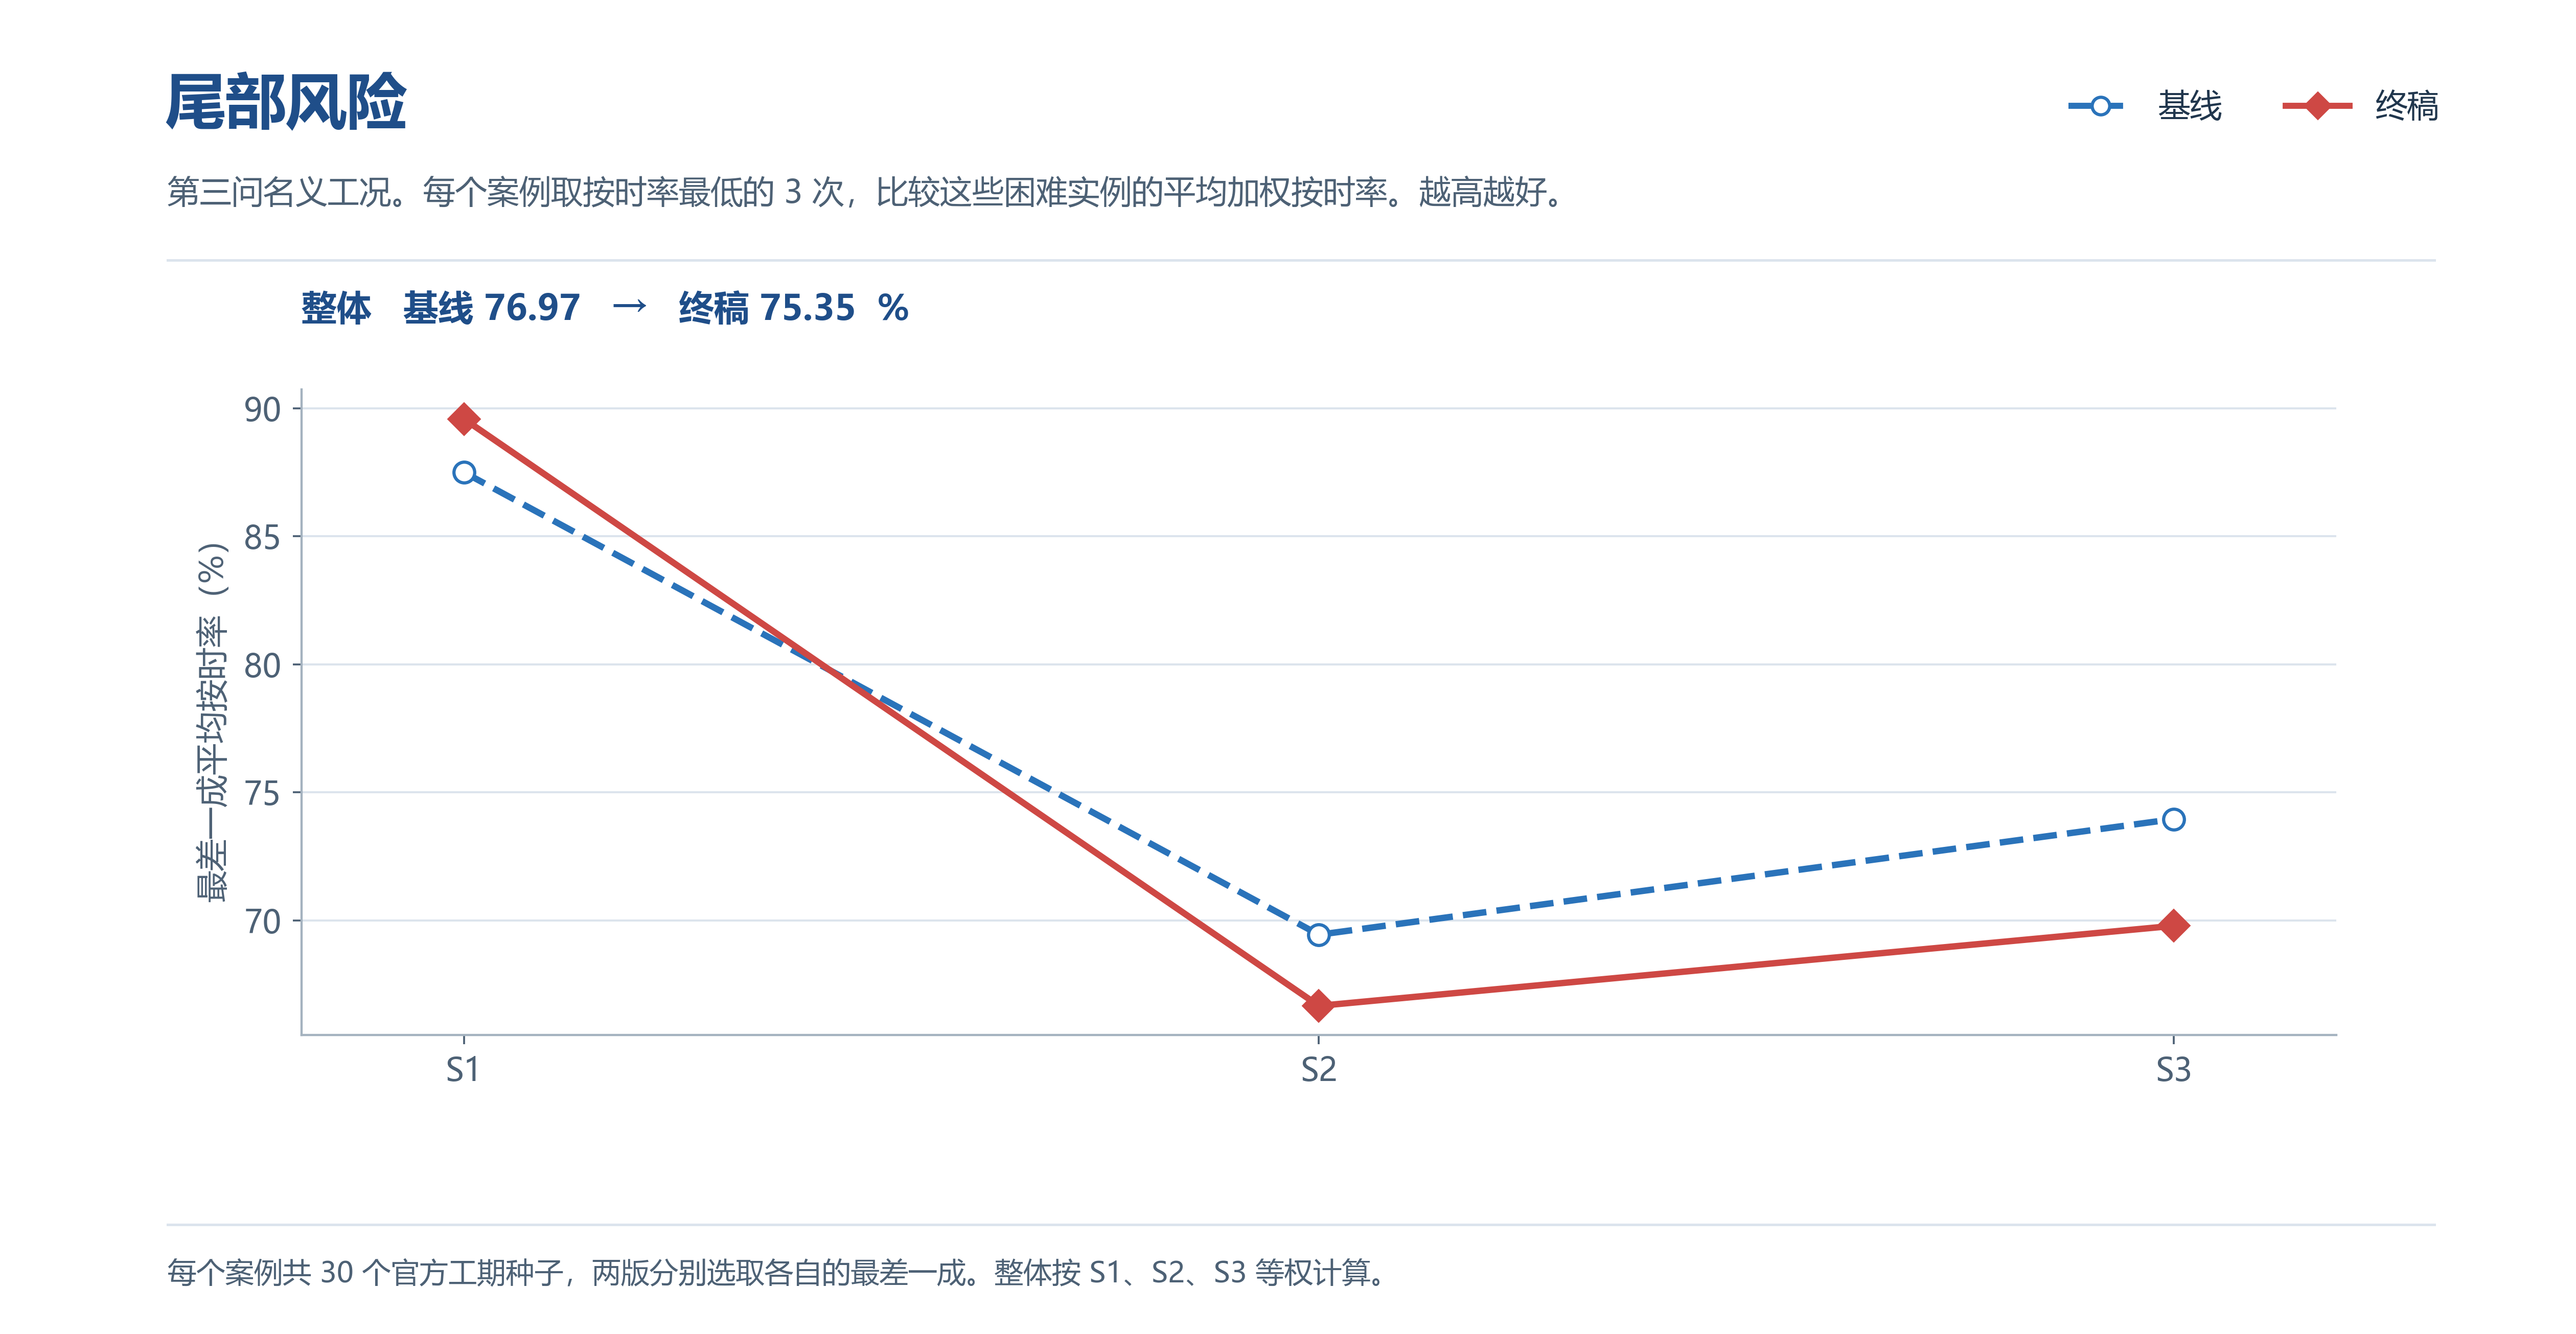 尾部风险
基线 终稿
第三问名义工况。每个案例取按时率最低的 3 次，比较这些困难实例的平均加权按时率。越高越好。
整体 基线 76.97 → 终稿 75.35 %
最差一成平均按时率（%）
90
85
80
75
70
S1 S2 S3
每个案例共 30 个官方工期种子，两版分别选取各自的最差一成。整体按 S1、S2、S3 等权计算。